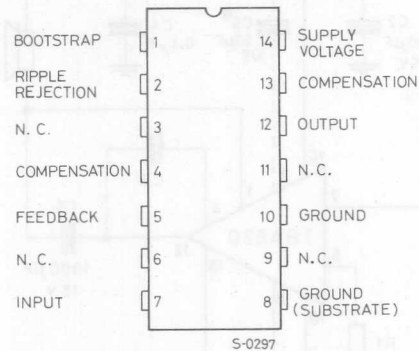 BOOTSTRAP 1
14 SUPPLY
VOLTAGE
RIPPLE
REJECTION 2
13 COMPENSATION
N. C. 3
12 OUTPUT
COMPENSATION 4
11 N.C.
FEEDBACK 5
10 GROUND
N. C. 6
9 N.C.
INPUT 7
8 GROUND
(SUBSTRATE)
S-0297